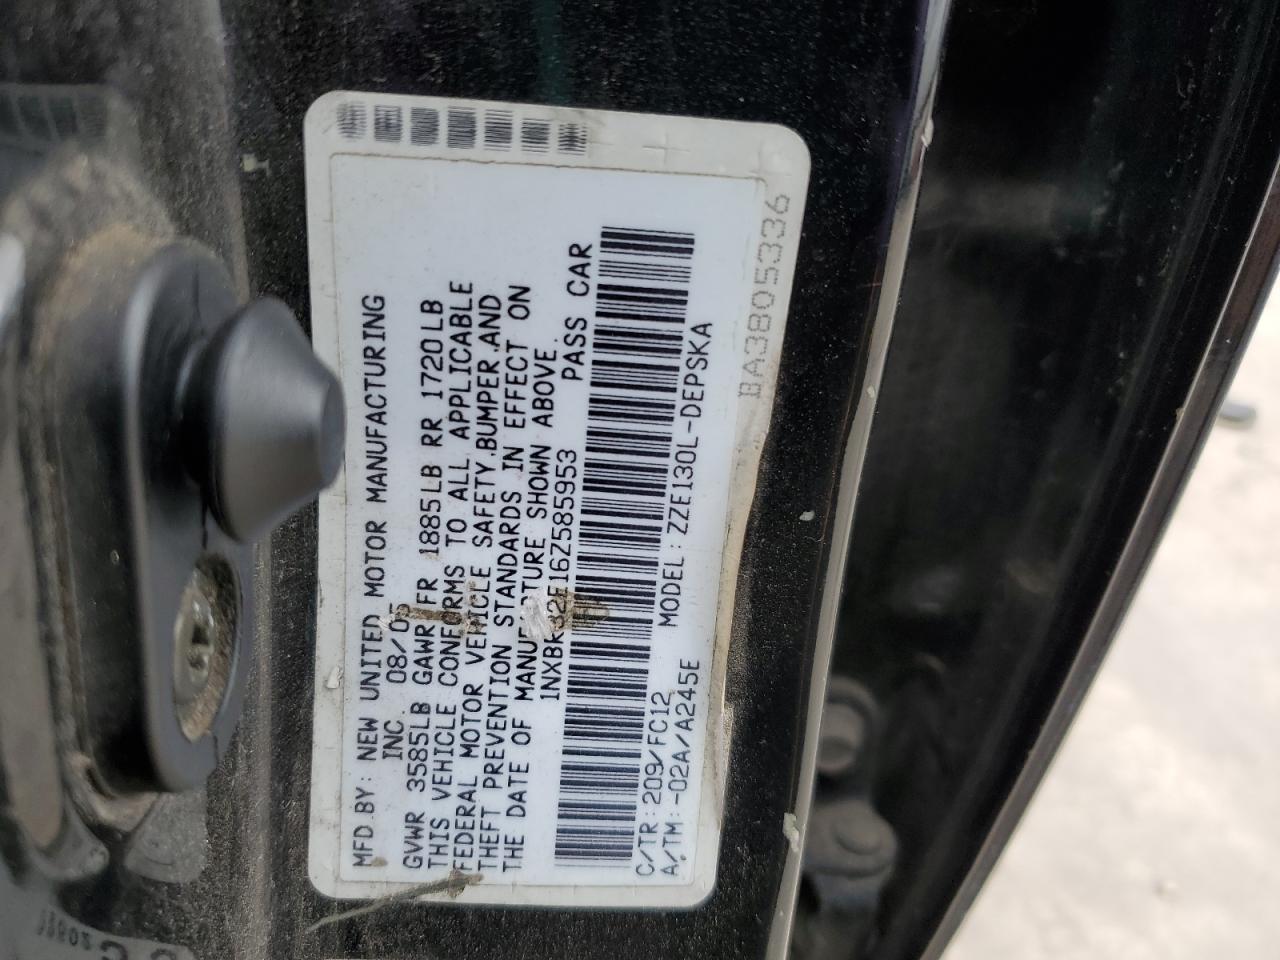 MFD.BY: NEW UNITED MOTOR MANUFACTURING
INC. 08/05
GVWR 3585LB GAWR FR 1885LB RR 1720LB
THIS VEHICLE CONFORMS TO ALL APPLICABLE
FEDERAL MOTOR VEHICLE SAFETY,BUMPER,AND
THEFT PREVENTION STANDARDS IN EFFECT ON
THE DATE OF MANUFACTURE SHOWN ABOVE.
1NXBR32E16Z585953 PASS CAR
C/TR:209/FC12 MODEL:ZZE130L-DEPSKA
A/TM:-02A/A245E
BA3805336